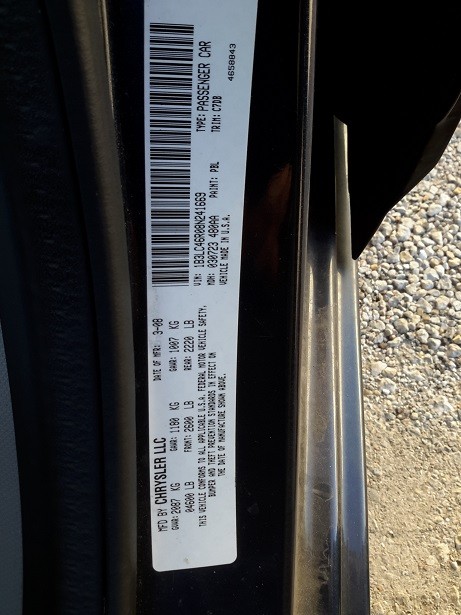 MFD BY CHRYSLER LLC
DATE OF MFR: 3-08
GVWR: 2087 KG
GAWR: 1180 KG
GAWR: 1007 KG
04600 LB
FRONT: 2600 LB
REAR: 2220 LB
THIS VEHICLE CONFORMS TO ALL APPLICABLE U.S.A. FEDERAL MOTOR VEHICLE SAFETY,
BUMPER AND THEFT PREVENTION STANDARDS IN EFFECT ON
THE DATE OF MANUFACTURE SHOWN ABOVE.
VIN: 1B3LC46R08N241669
TYPE: PASSENGER CAR
MDH: 030723 480AA
PAINT: PBL
TRIM: C7DB
VEHICLE MADE IN U.S.A.
4658043